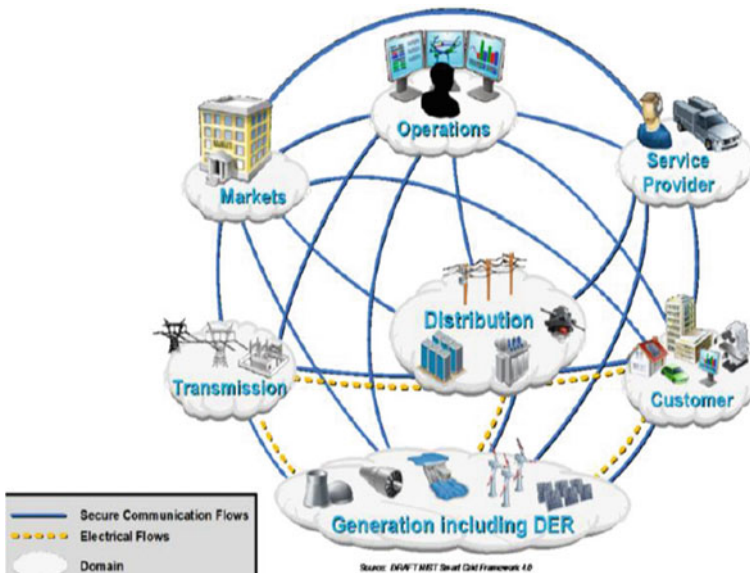 Operations
Markets
Service
Provider
Distribution
Transmission
Customer
Generation including DER
Secure Communication Flows
Electrical Flows
Domain
Source: DRAFT NIST Smart Grid Framework 4.0